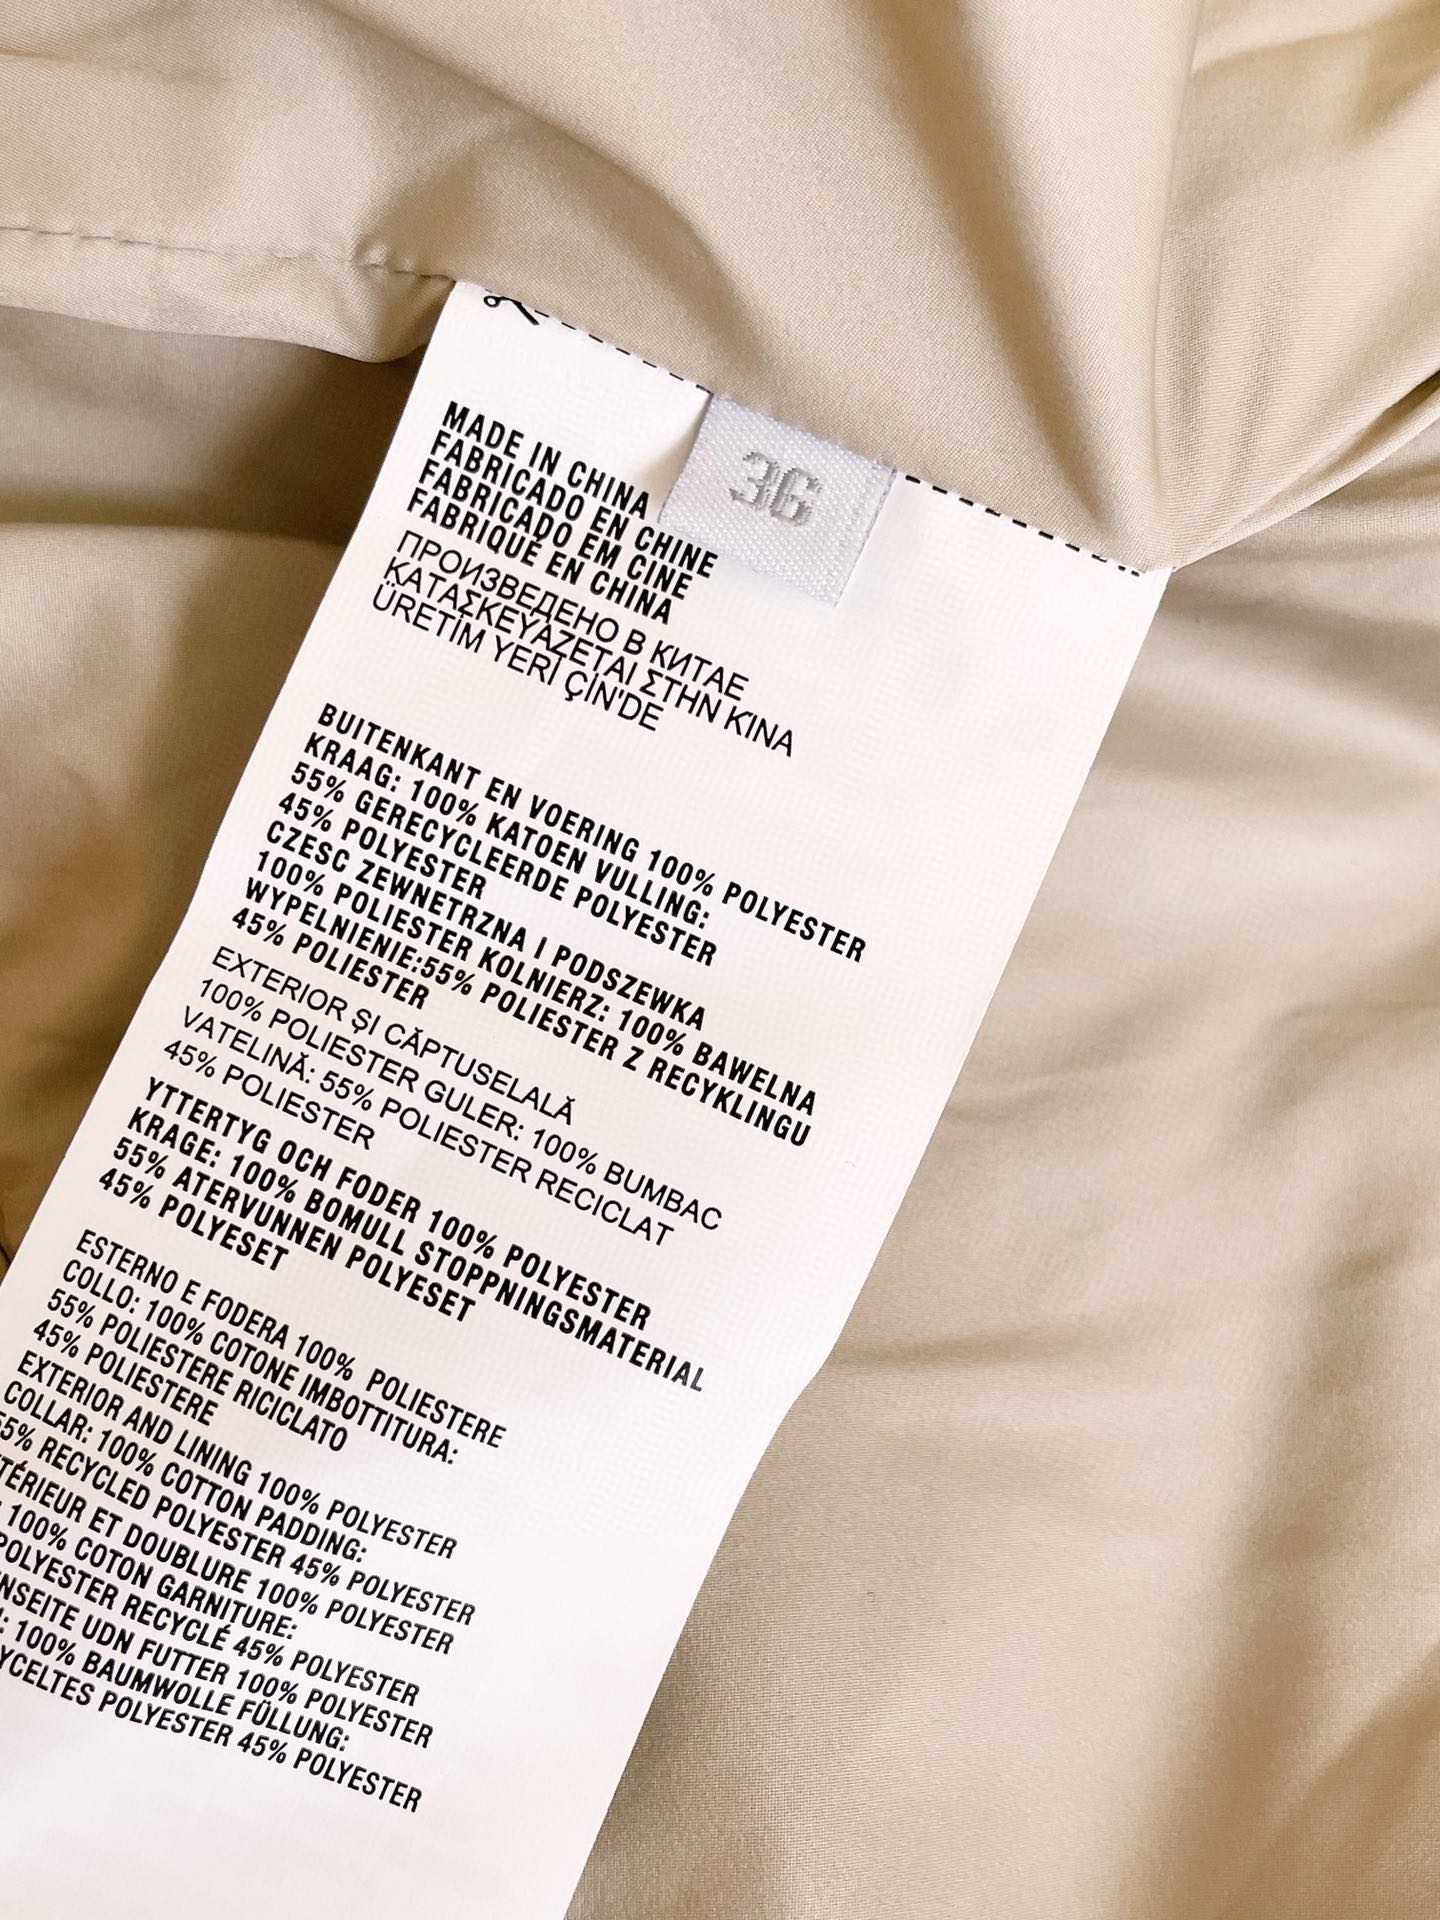 36
MADE IN CHINA
FABRICADO EN CHINE
FABRICADO EM CINE
FABRIQUÉ EN CHINA
ПРОИЗВЕДЕНО В КИТАЕ
ΚΑΤΑΣΚΕΥΆΖΕΤΑΙ ΣΤΗΝ ΚΊΝΑ
ÜRETİM YERİ ÇİN'DE
BUITENKANT EN VOERING 100% POLYESTER
KRAAG: 100% KATOEN VULLING:
55% GERECYCLEERDE POLYESTER
45% POLYESTER
CZESC ZEWNETRZNA I PODSZEWKA
100% POLIESTER KOLNIERZ: 100% BAWELNA
WYPELNIENIE:55% POLIESTER Z RECYKLINGU
45% POLIESTER
EXTERIOR ŞI CĂPTUSELALĂ
100% POLIESTER GULER: 100% BUMBAC
VATELINĂ: 55% POLIESTER RECICLAT
45% POLIESTER
YTTERTYG OCH FODER 100% POLYESTER
KRAGE: 100% BOMULL STOPPNINGSMATERIAL
55% ATERVUNNEN POLYESET
45% POLYESET
ESTERNO E FODERA 100% POLIESTERE
COLLO: 100% COTONE IMBOTTITURA:
55% POLIESTERE RICICLATO
45% POLIESTERE
EXTERIOR AND LINING 100% POLYESTER
COLLAR: 100% COTTON PADDING:
55% RECYCLED POLYESTER 45% POLYESTER
TÉRIEUR ET DOUBLURE 100% POLYESTER
: 100% COTON GARNITURE:
POLYESTER RECYCLÉ 45% POLYESTER
NSEITE UDN FUTTER 100% POLYESTER
: 100% BAUMWOLLE FÜLLUNG:
YCELTES POLYESTER 45% POLYESTER